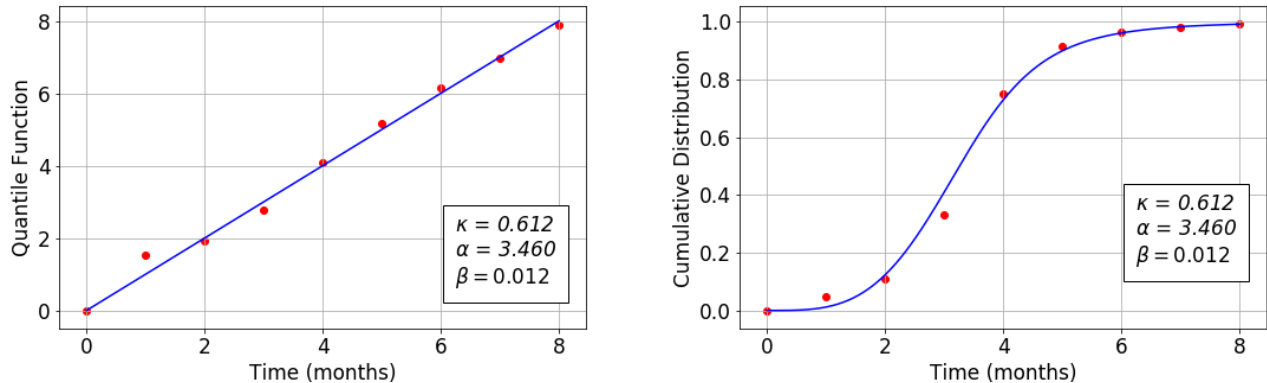 Quantile Function
8
6
4
2
0
κ = 0.612
α = 3.460
β = 0.012
0 2 4 6 8
Time (months)
Cumulative Distribution
1.0
0.8
0.6
0.4
0.2
0.0
κ = 0.612
α = 3.460
β = 0.012
0 2 4 6 8
Time (months)